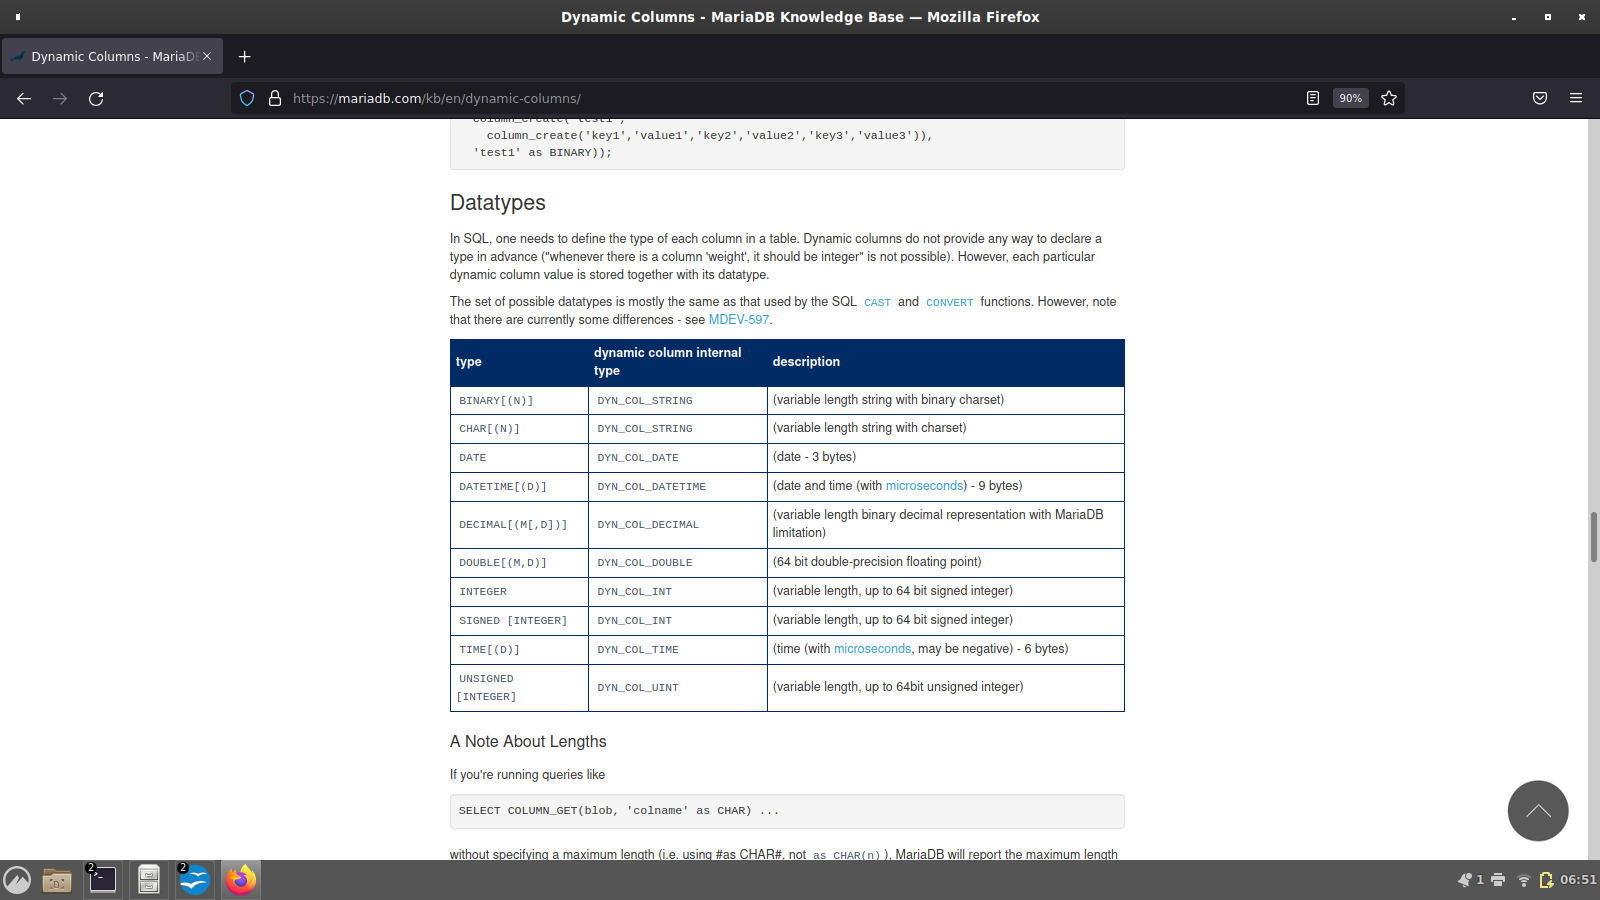 Dynamic Columns - MariaDB Knowledge Base — Mozilla Firefox
Dynamic Columns - MariaDB
https://mariadb.com/kb/en/dynamic-columns/
90%
column_create('test1',
column_create('key1','value1','key2','value2','key3','value3')),
'test1' as BINARY));
Datatypes
In SQL, one needs to define the type of each column in a table. Dynamic columns do not provide any way to declare a
type in advance ("whenever there is a column 'weight', it should be integer" is not possible). However, each particular
dynamic column value is stored together with its datatype.
The set of possible datatypes is mostly the same as that used by the SQL CAST and CONVERT functions. However, note
that there are currently some differences - see MDEV-597.
type dynamic column internal type description
BINARY[(N)] DYN_COL_STRING (variable length string with binary charset)
CHAR[(N)] DYN_COL_STRING (variable length string with charset)
DATE DYN_COL_DATE (date - 3 bytes)
DATETIME[(D)] DYN_COL_DATETIME (date and time (with microseconds) - 9 bytes)
DECIMAL[(M[,D])] DYN_COL_DECIMAL (variable length binary decimal representation with MariaDB limitation)
DOUBLE[(M,D)] DYN_COL_DOUBLE (64 bit double-precision floating point)
INTEGER DYN_COL_INT (variable length, up to 64 bit signed integer)
SIGNED [INTEGER] DYN_COL_INT (variable length, up to 64 bit signed integer)
TIME[(D)] DYN_COL_TIME (time (with microseconds, may be negative) - 6 bytes)
UNSIGNED [INTEGER] DYN_COL_UINT (variable length, up to 64bit unsigned integer)
A Note About Lengths
If you're running queries like
SELECT COLUMN_GET(blob, 'colname' as CHAR) ...
without specifying a maximum length (i.e. using #as CHAR#, not as CHAR(n) ), MariaDB will report the maximum length
2
2
1
06:51